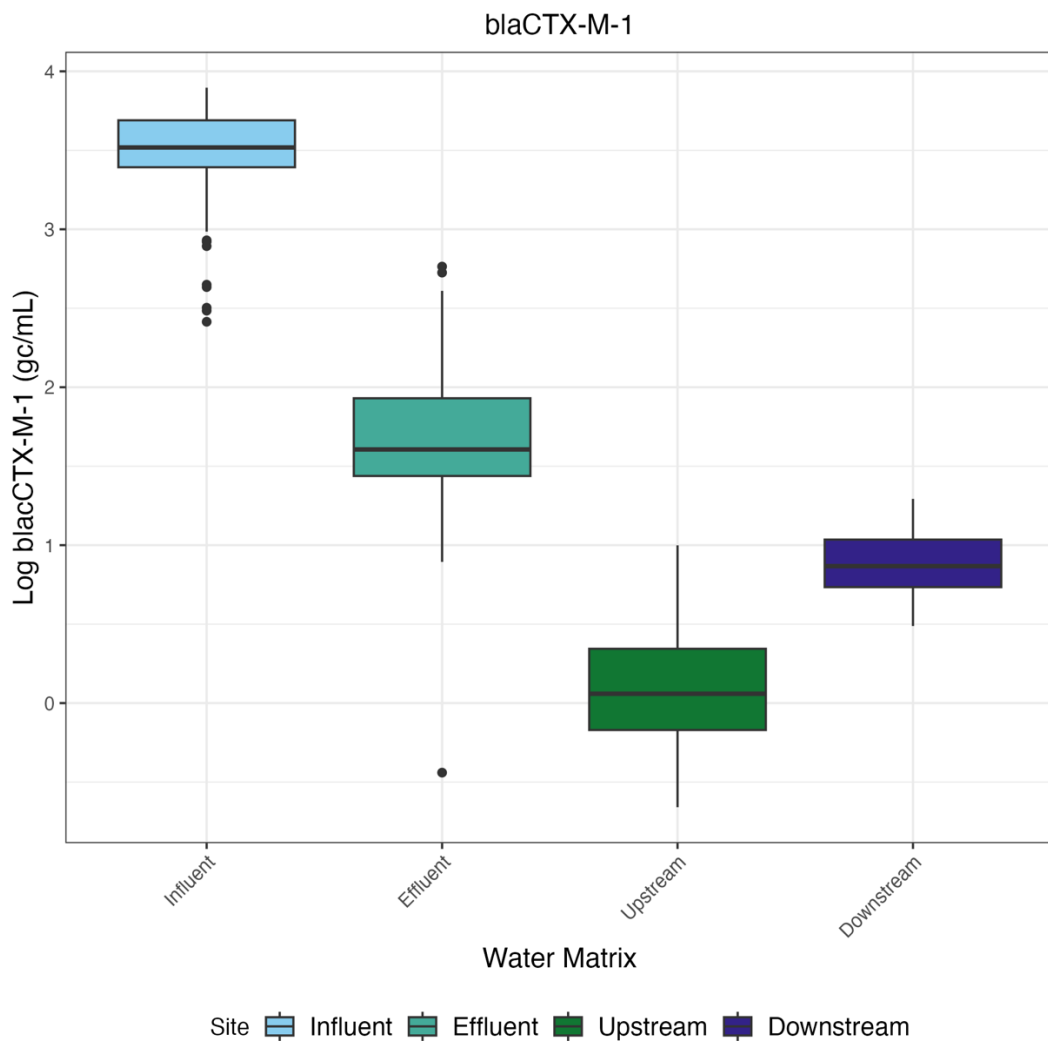 blaCTX-M-1
Log blacCTX-M-1 (gc/mL)
4
3
2
1
0
Influent
Effluent
Upstream
Downstream
Water Matrix
Site Influent Effluent Upstream Downstream